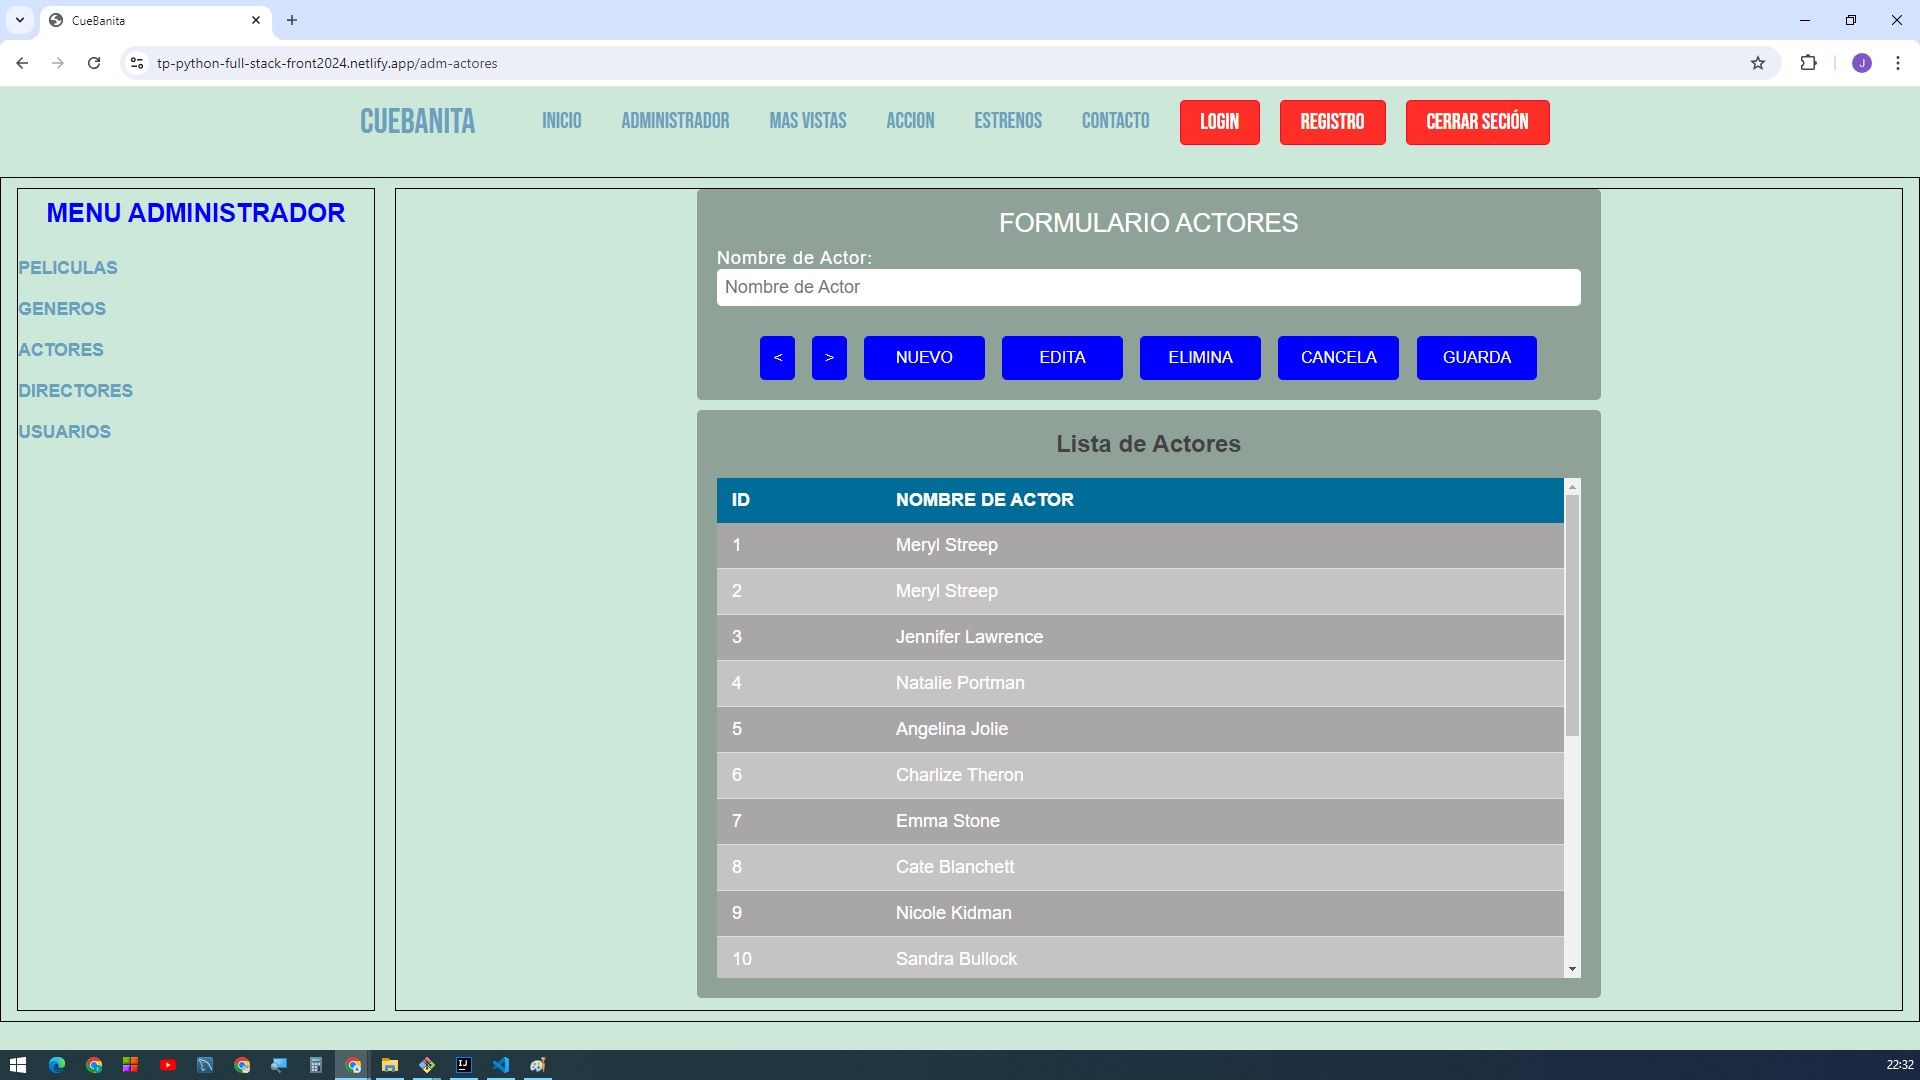 CueBanita
tp-python-full-stack-front2024.netlify.app/adm-actores
J
CUEBANITA INICIO ADMINISTRADOR MAS VISTAS ACCION ESTRENOS CONTACTO LOGIN REGISTRO CERRAR SECIÓN
MENU ADMINISTRADOR
PELICULAS
GENEROS
ACTORES
DIRECTORES
USUARIOS
FORMULARIO ACTORES
Nombre de Actor:
Nombre de Actor
< > NUEVO EDITA ELIMINA CANCELA GUARDA
Lista de Actores
ID NOMBRE DE ACTOR
1 Meryl Streep
2 Meryl Streep
3 Jennifer Lawrence
4 Natalie Portman
5 Angelina Jolie
6 Charlize Theron
7 Emma Stone
8 Cate Blanchett
9 Nicole Kidman
10 Sandra Bullock
IJ
22:32